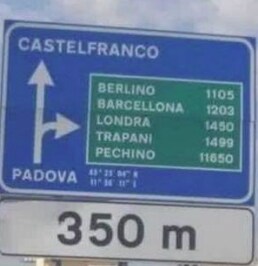 CASTELFRANCO
BERLINO 1105
BARCELLONA 1203
LONDRA 1450
TRAPANI 1499
PECHINO 11650
PADOVA
350 m